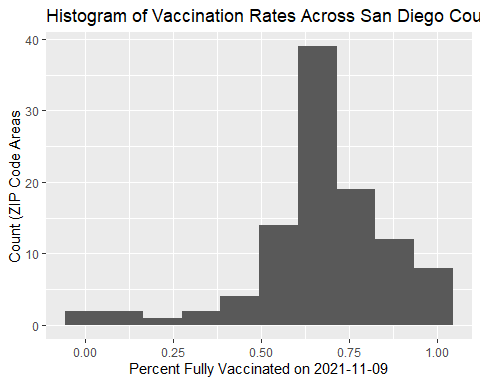 Histogram of Vaccination Rates Across San Diego Cou
40
30
20
10
0
Count (ZIP Code Areas
0.00 0.25 0.50 0.75 1.00
Percent Fully Vaccinated on 2021-11-09